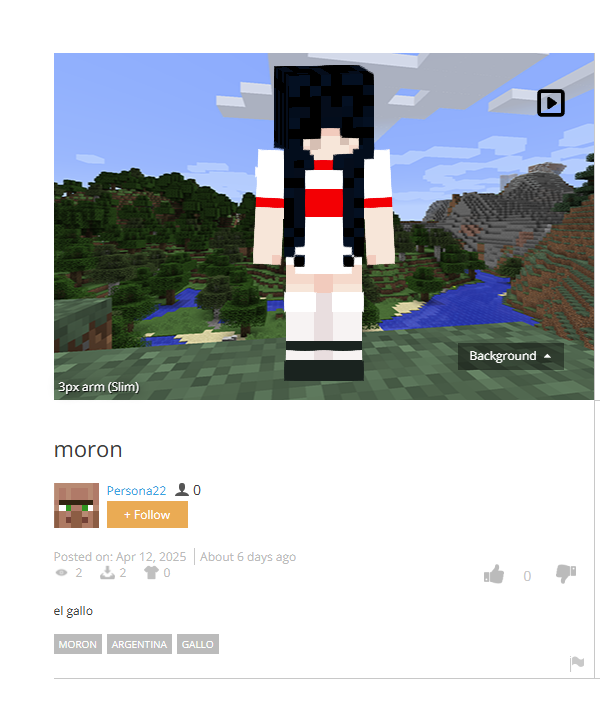 Background
3px arm (Slim)
moron
Persona22 0
+ Follow
Posted on: Apr 12, 2025 About 6 days ago
2 2 0
0
el gallo
MORON ARGENTINA GALLO